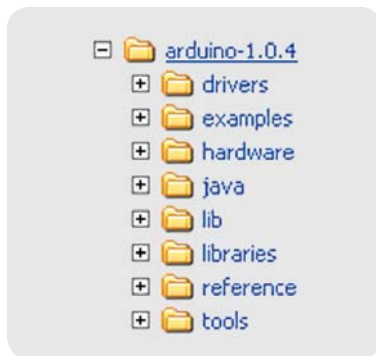 arduino-1.0.4
drivers
examples
hardware
java
lib
libraries
reference
tools